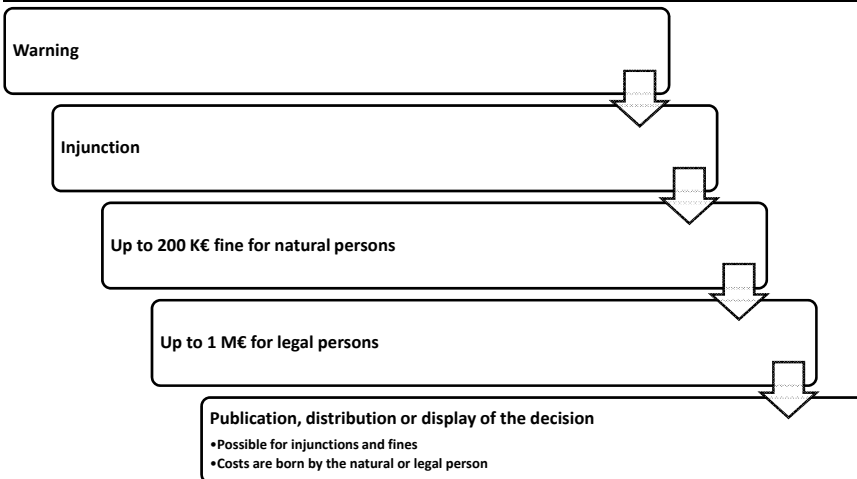 Warning
Injunction
Up to 200 K€ fine for natural persons
Up to 1 M€ for legal persons
Publication, distribution or display of the decision
•Possible for injunctions and fines
•Costs are born by the natural or legal person